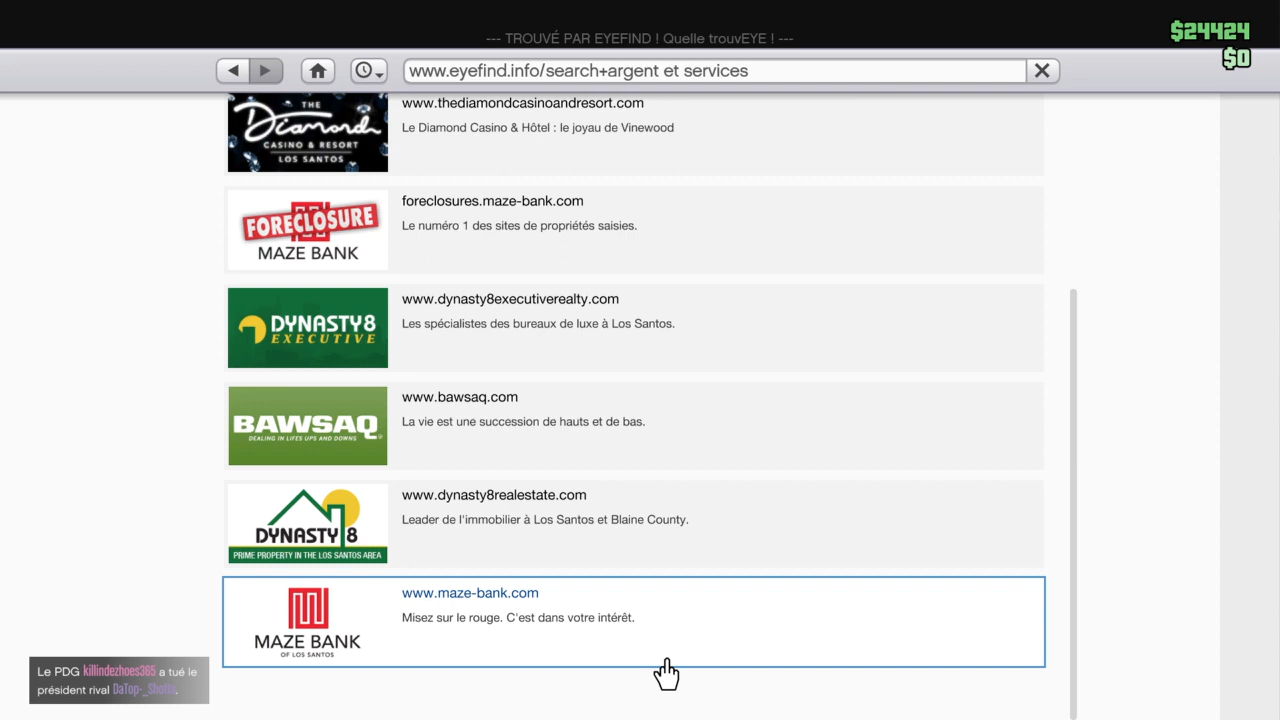 $24424
--- TROUVÉ PAR EYEFIND ! Quelle trouvEYE ! ---
$0
www.eyefind.info/search+argent et services
THE
Diamond
CASINO & RESORT
LOS SANTOS
www.thediamondcasinoandresort.com
Le Diamond Casino & Hôtel : le joyau de Vinewood
FORECLOSURE
MAZE BANK
foreclosures.maze-bank.com
Le numéro 1 des sites de propriétés saisies.
DYNASTY8
EXECUTIVE
www.dynasty8executiverealty.com
Les spécialistes des bureaux de luxe à Los Santos.
BAWSAQ
DEALING IN LIFES UPS AND DOWNS
www.bawsaq.com
La vie est une succession de hauts et de bas.
DYNASTY 8
PRIME PROPERTY IN THE LOS SANTOS AREA
www.dynasty8realestate.com
Leader de l'immobilier à Los Santos et Blaine County.
MAZE BANK
OF LOS SANTOS
www.maze-bank.com
Misez sur le rouge. C'est dans votre intérêt.
Le PDG killindezhoes365 a tué le
président rival